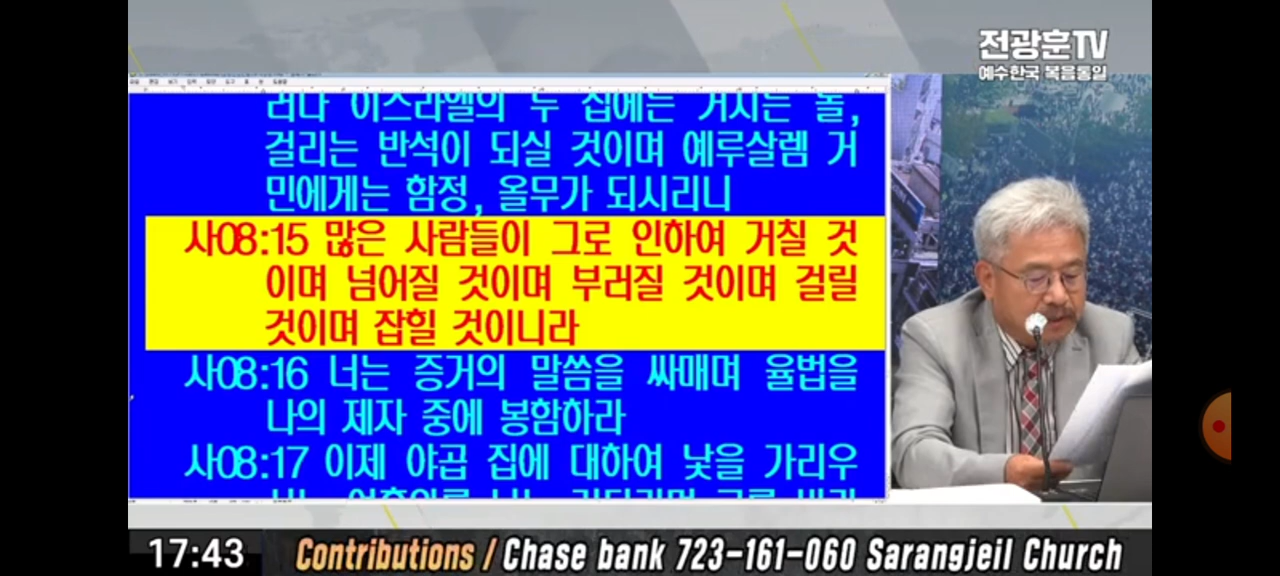 전광훈TV
예수한국 복음통일
러나 이스라엘의 두 집에는 거치는 돌,
걸리는 반석이 되실 것이며 예루살렘 거
민에게는 함정, 올무가 되시리니
사08:15 많은 사람들이 그로 인하여 거칠 것
이며 넘어질 것이며 부러질 것이며 걸릴
것이며 잡힐 것이니라
사08:16 너는 증거의 말씀을 싸매며 율법을
나의 제자 중에 봉함하라
사08:17 이제 야곱 집에 대하여 낯을 가리우
17:43
Contributions / Chase bank 723-161-060 Sarangjeil Church